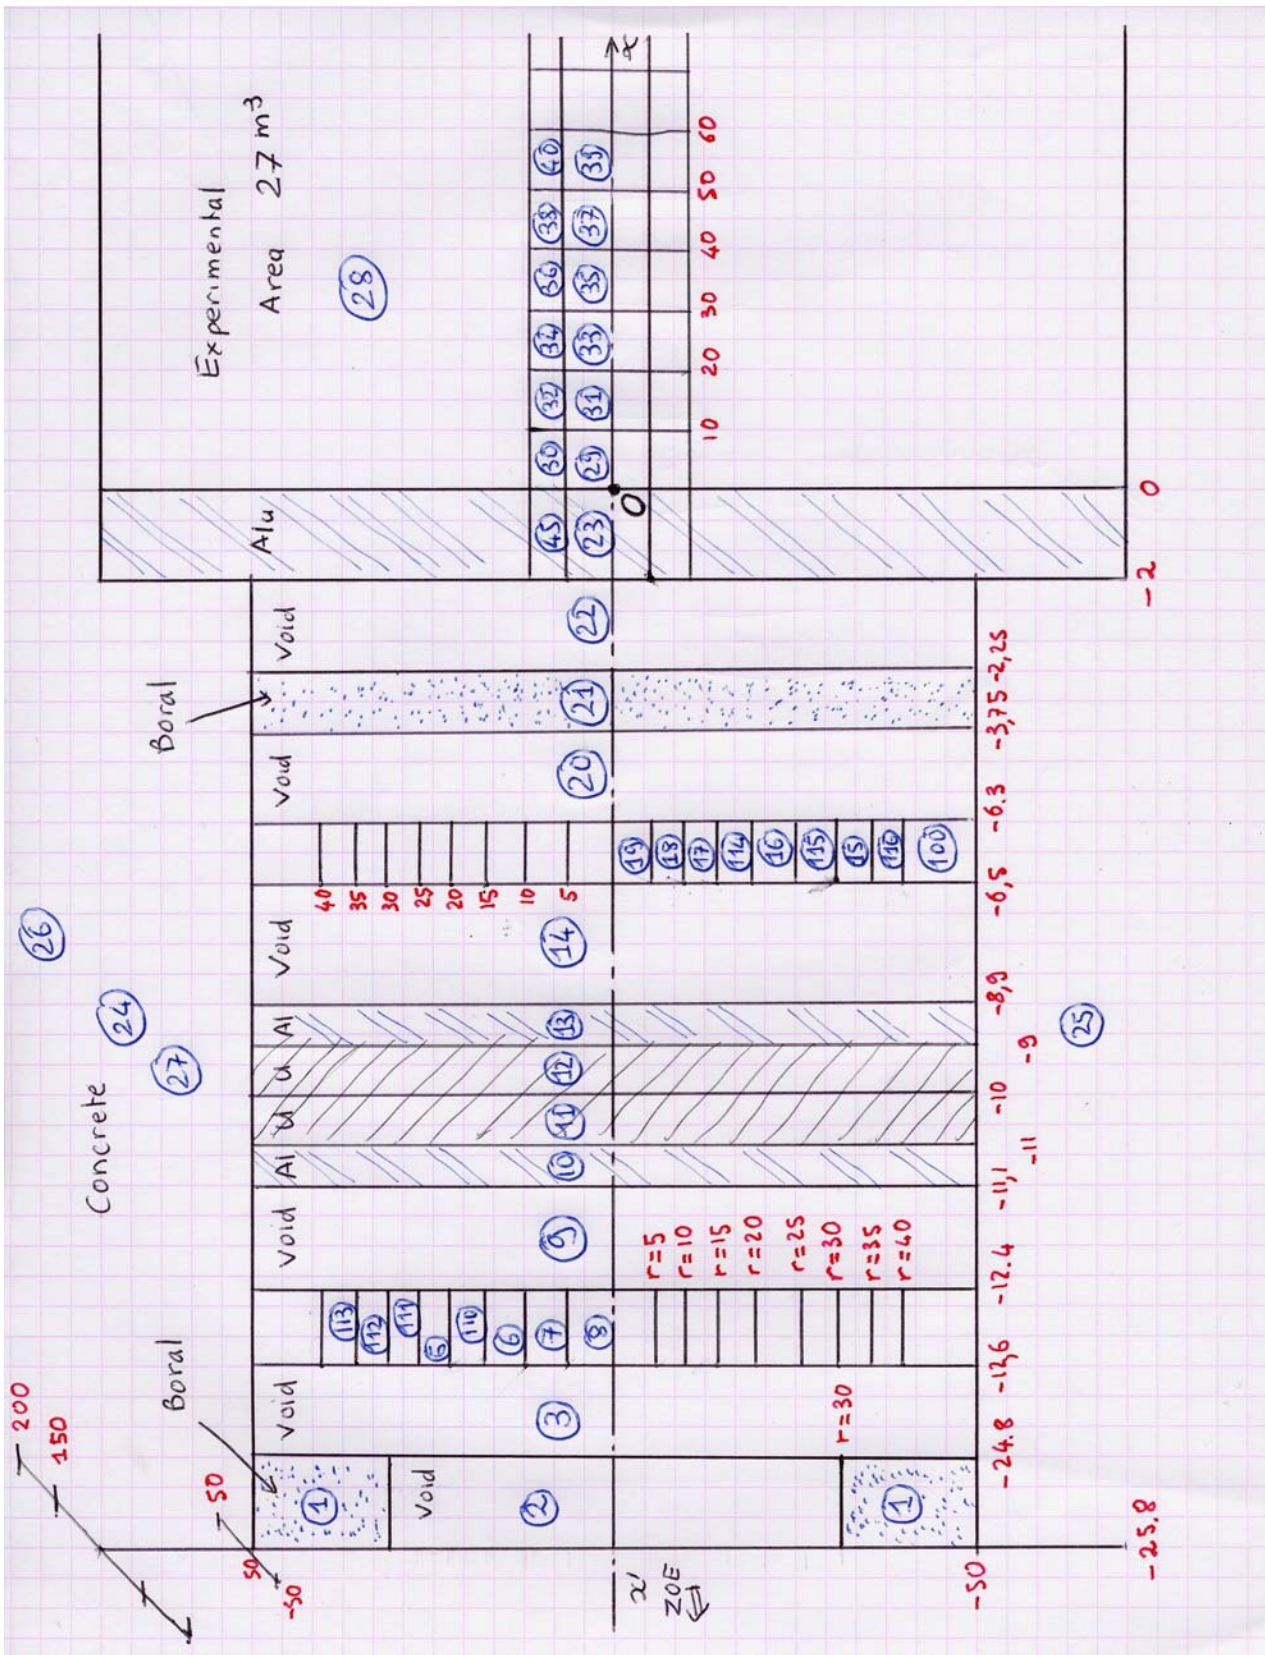 200
150
50
50
-50
Concrete
26
24
27
Boral
Boral
Experimental
Area 27 m³
28
Void
Void
Al
U
U
Al
Void
Void
Void
Alu
1
Void
2
3
113
112
111
5
110
6
7
8
9
10
11
12
13
14
40
35
30
25
20
15
10
5
20
21
22
45
23
30
32
34
36
38
40
29
31
33
35
37
39
O
x
x'
ZOE
10
20
30
40
50
60
r=5
r=10
r=15
r=20
r=25
r=30
r=35
r=40
19
18
17
114
16
115
15
116
100
r=30
1
-50
-25.8
-24.8
-12,6
-12.4
-11,1
-11
-10
-9
-8,9
-6,5
-6.3
-3,75
-2,25
-2
0
25